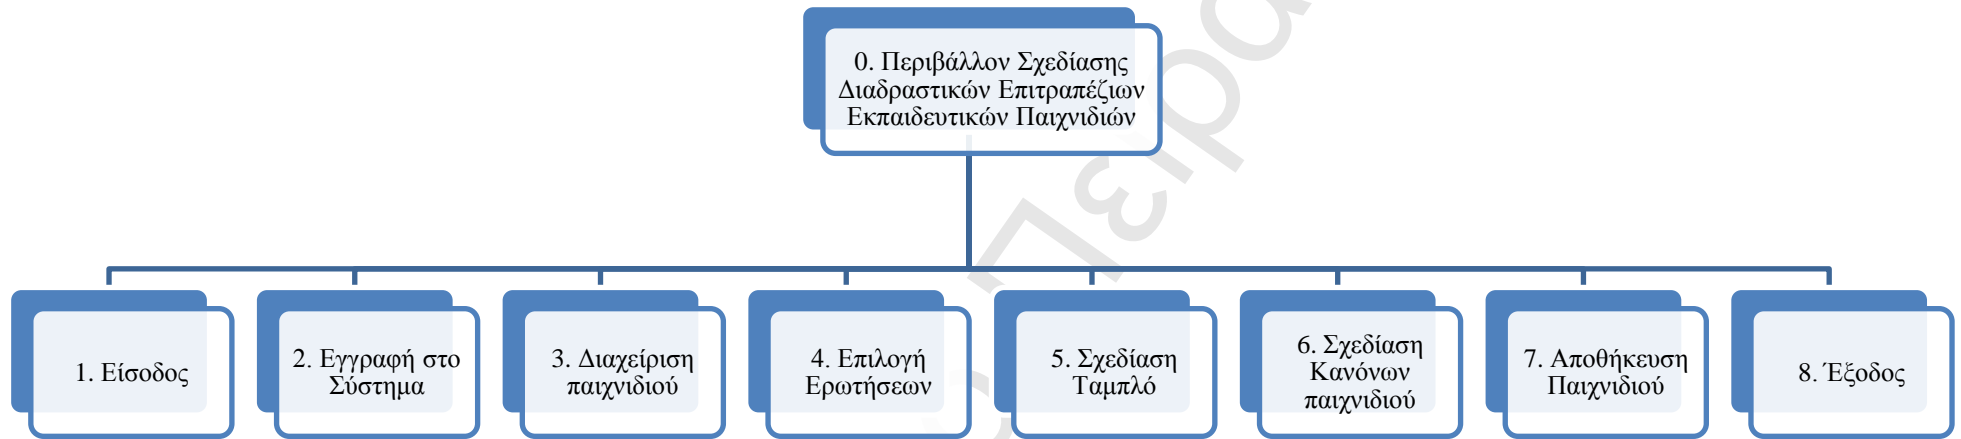 0. Περιβάλλον Σχεδίασης
Διαδραστικών Επιτραπέζιων
Εκπαιδευτικών Παιχνιδιών
1. Είσοδος
2. Εγγραφή στο
Σύστημα
3. Διαχείριση
παιχνιδιού
4. Επιλογή
Ερωτήσεων
5. Σχεδίαση
Ταμπλό
6. Σχεδίαση
Κανόνων
παιχνιδιού
7. Αποθήκευση
Παιχνιδιού
8. Έξοδος